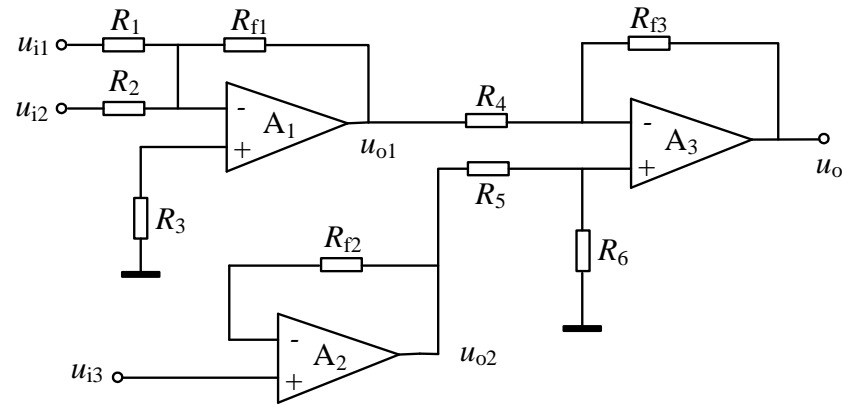 R1 Rf1 Rf3
ui1
R2
ui2 - A1 + R4 - A3 +
uo1 uo
R5
R3
Rf2 R6
- A2 + uo2
ui3